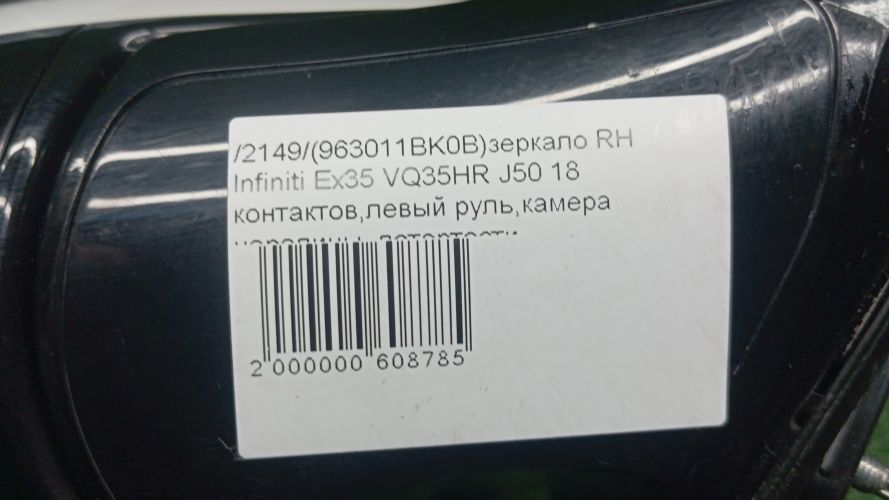 /2149/(963011BK0B)зеркало RH
Infiniti Ex35 VQ35HR J50 18
контактов,левый руль,камера
2 000000 608785